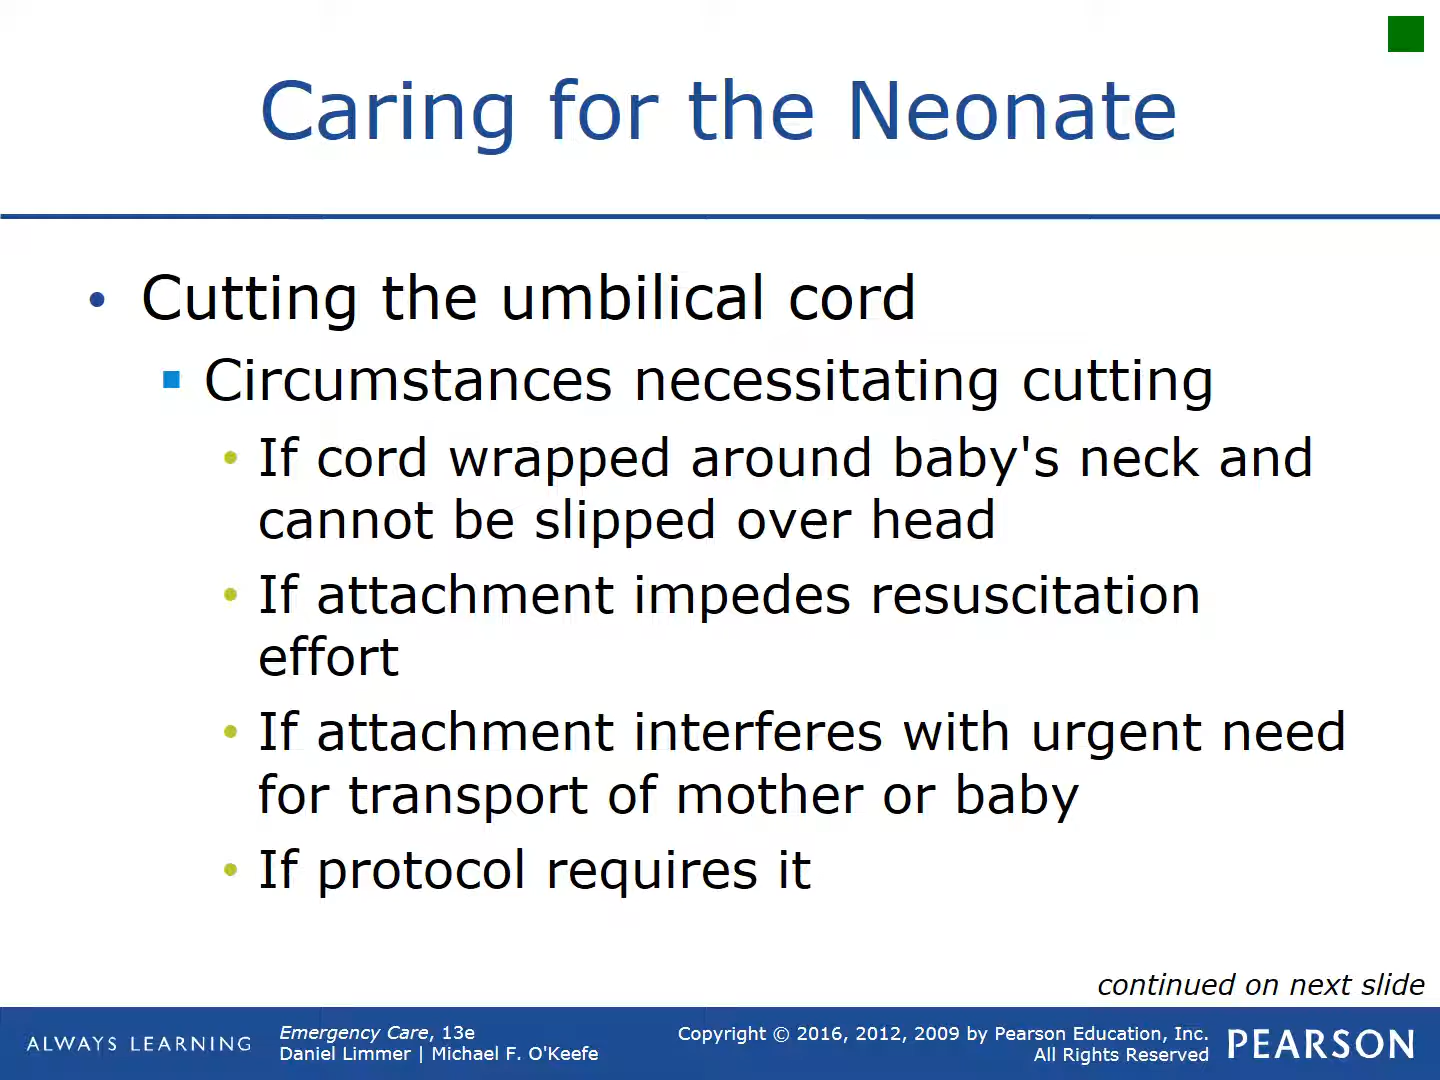 Caring for the Neonate
• Cutting the umbilical cord
▪ Circumstances necessitating cutting
• If cord wrapped around baby's neck and
cannot be slipped over head
• If attachment impedes resuscitation
effort
• If attachment interferes with urgent need
for transport of mother or baby
• If protocol requires it
continued on next slide
ALWAYS LEARNING
Emergency Care, 13e
Daniel Limmer | Michael F. O'Keefe
Copyright © 2016, 2012, 2009 by Pearson Education, Inc.
All Rights Reserved
PEARSON